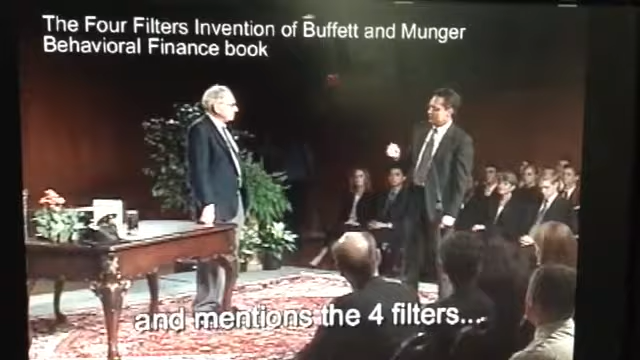 The Four Filters Invention of Buffett and Munger
Behavioral Finance book
and mentions the 4 filters...